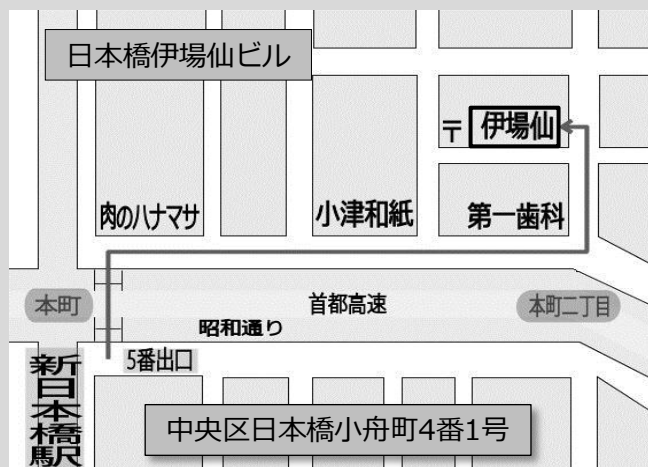 日本橋伊場仙ビル
〒
伊場仙
肉のハナマサ
小津和紙
第一歯科
本町
首都高速
本町二丁目
昭和通り
5番出口
新日本橋駅
中央区日本橋小舟町4番1号